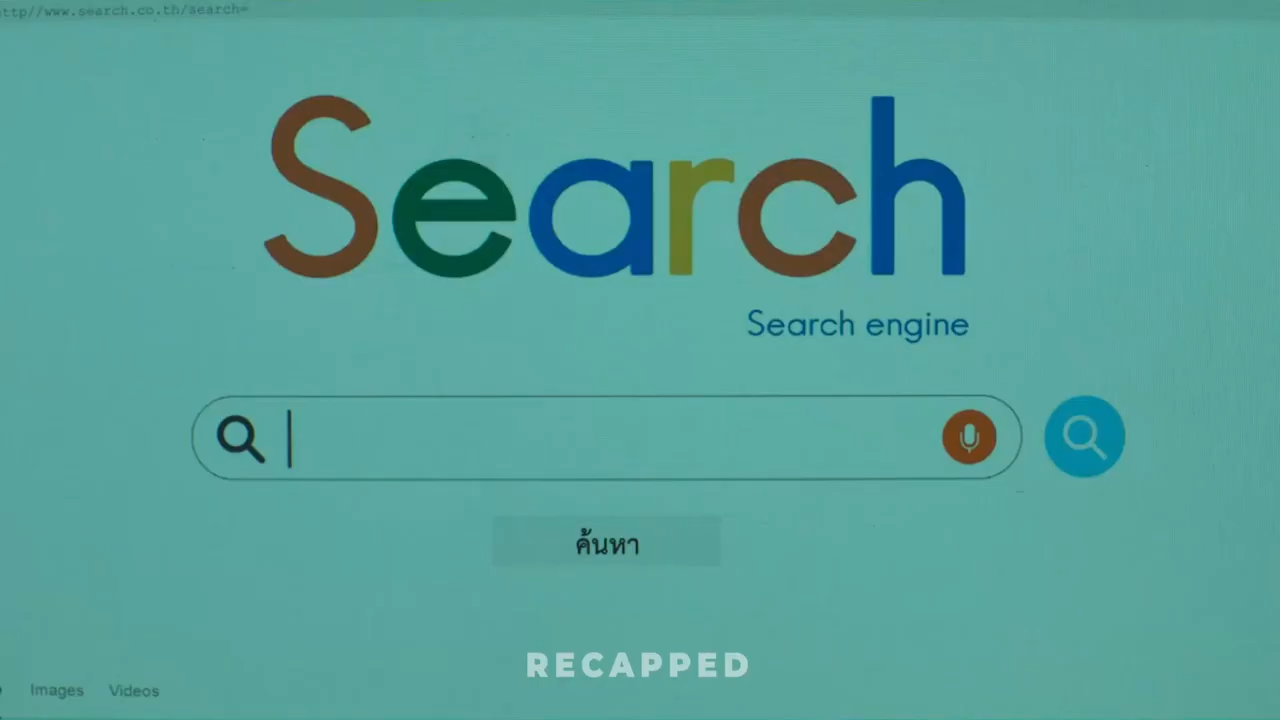 http//www.search.co.th/search=
Search
Search engine
ค้นหา
RECAPPED
Images Videos